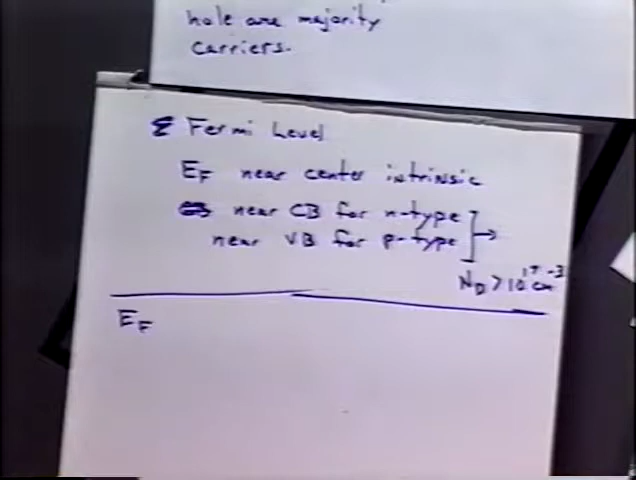 hole are majority
carriers.
Fermi Level
EF near center intrinsic
near CB for n-type
near VB for p-type
ND > 10^17 cm^-3
EF